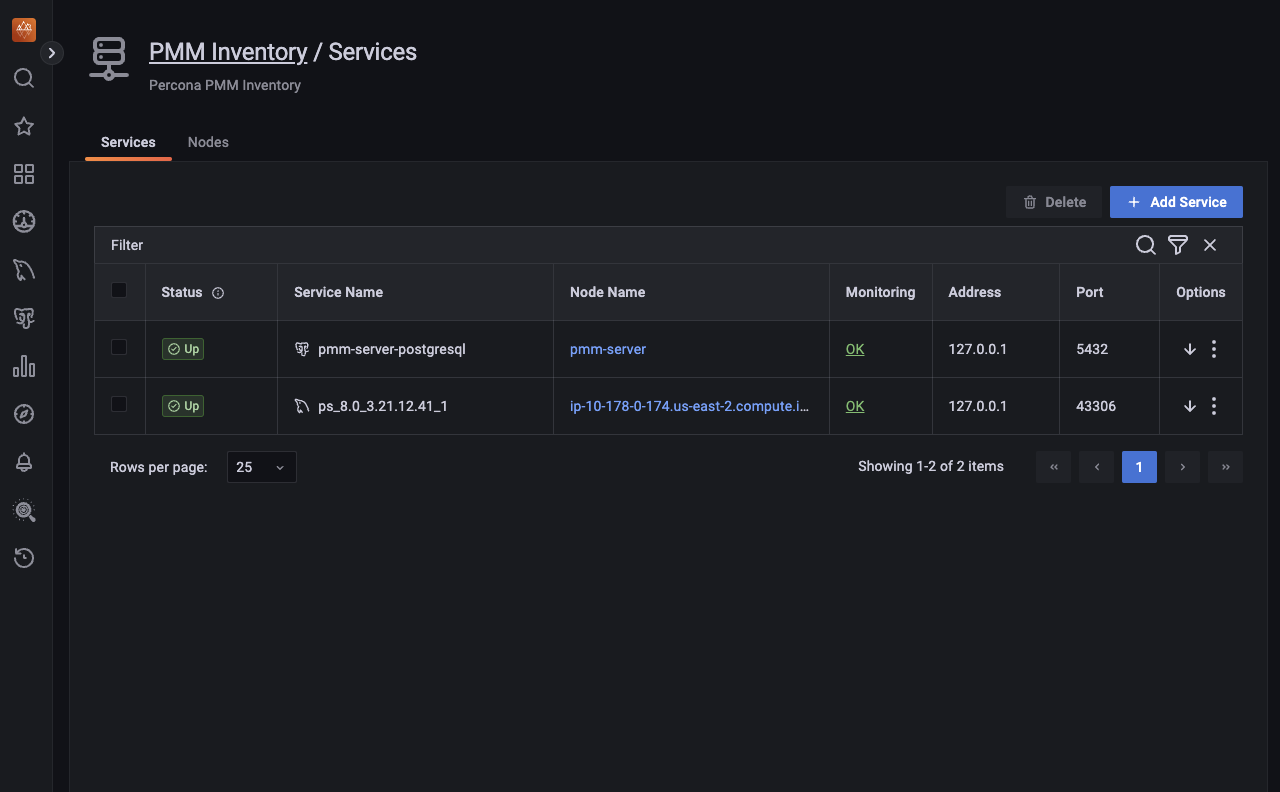 PMM Inventory / Services
Percona PMM Inventory
Services Nodes
Delete + Add Service
Filter
Status Service Name Node Name Monitoring Address Port Options
Up pmm-server-postgresql pmm-server OK 127.0.0.1 5432
Up ps_8.0_3.21.12.41_1 ip-10-178-0-174.us-east-2.compute.i... OK 127.0.0.1 43306
Rows per page: 25 Showing 1-2 of 2 items « ‹ 1 › »